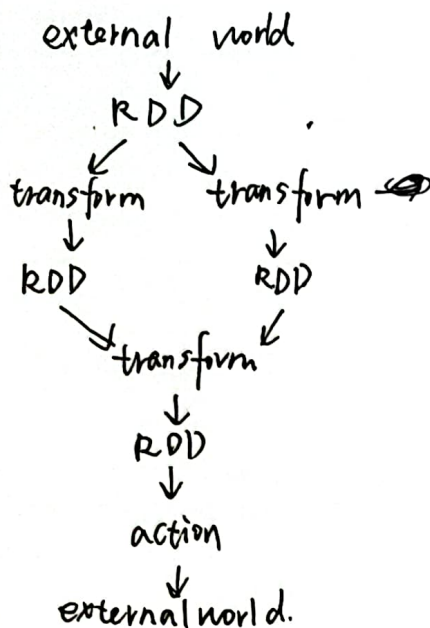 external world
RDD
transform transform
RDD RDD
transform
RDD
action
external world.